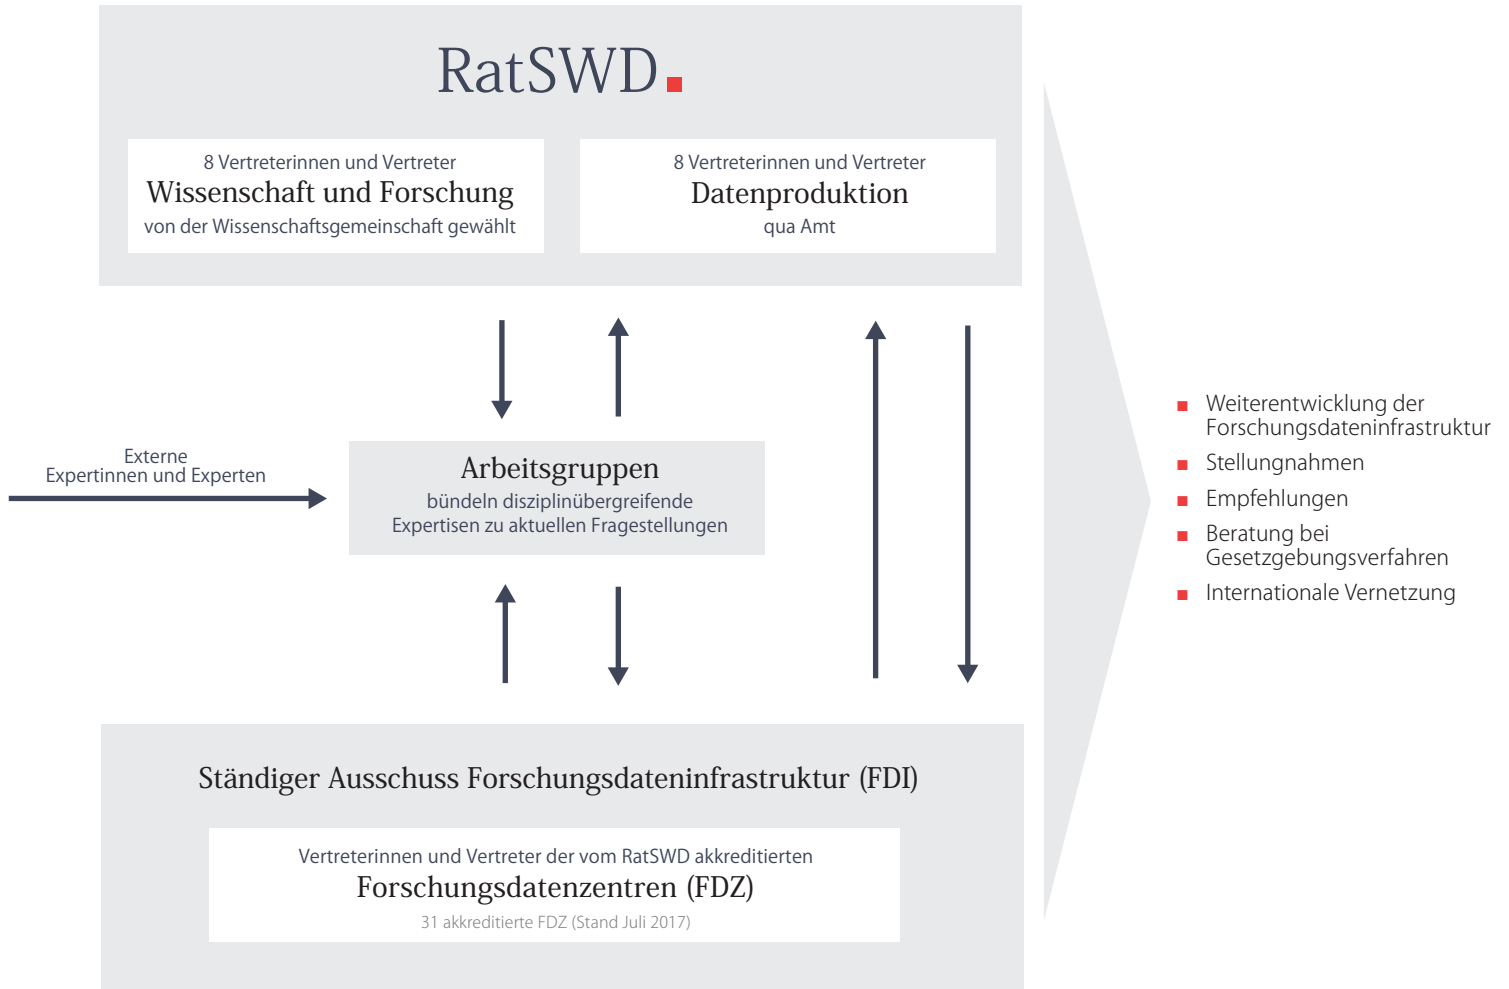 RatSWD.
8 Vertreterinnen und Vertreter
Wissenschaft und Forschung
von der Wissenschaftsgemeinschaft gewählt
8 Vertreterinnen und Vertreter
Datenproduktion
qua Amt
Externe
Expertinnen und Experten
Arbeitsgruppen
bündeln disziplinübergreifende
Expertisen zu aktuellen Fragestellungen
Ständiger Ausschuss Forschungsdateninfrastruktur (FDI)
Vertreterinnen und Vertreter der vom RatSWD akkreditierten
Forschungsdatenzentren (FDZ)
31 akkreditierte FDZ (Stand Juli 2017)
Weiterentwicklung der
Forschungsdateninfrastruktur
Stellungnahmen
Empfehlungen
Beratung bei
Gesetzgebungsverfahren
Internationale Vernetzung